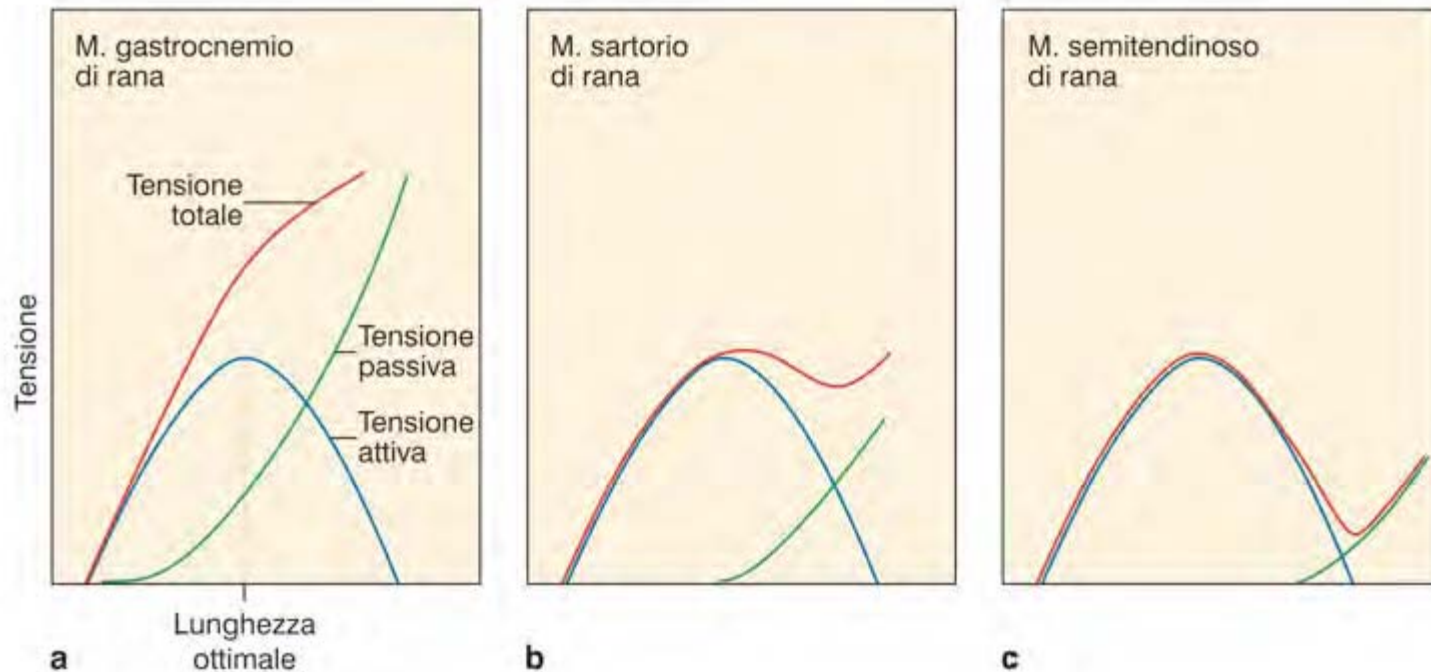 M. gastrocnemio
di rana
Tensione
totale
Tensione
passiva
Tensione
attiva
Tensione
Lunghezza
ottimale
a
M. sartorio
di rana
b
M. semitendinoso
di rana
c